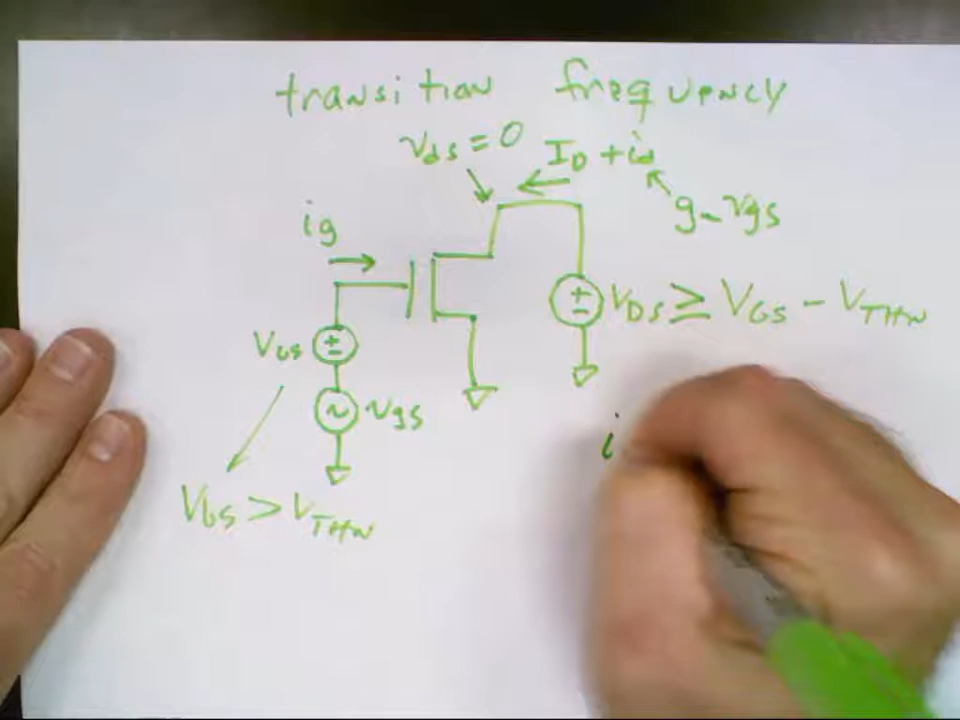 transition frequency
vds = 0
ID + id
gm vgs
ig
VGS
VDS ≥ VGS - VTHN
vgs
i
VGS > VTHN